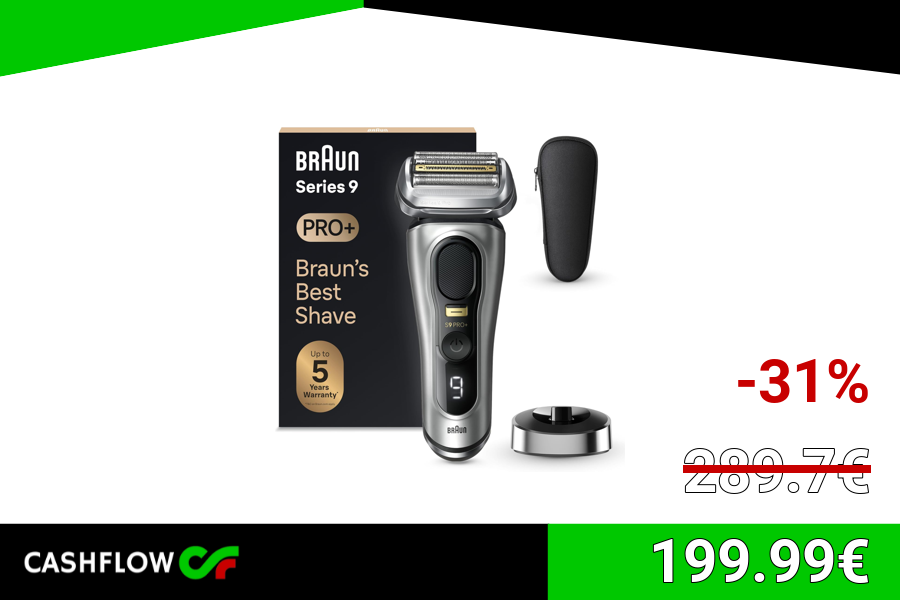 BRAUN
BRAUN
Series 9
PRO+
Braun's
Best
Shave
Up to
5
Years
Warranty*
S9 PRO+
9
BRAUN
-31%
289.7€
CASHFLOW
199.99€